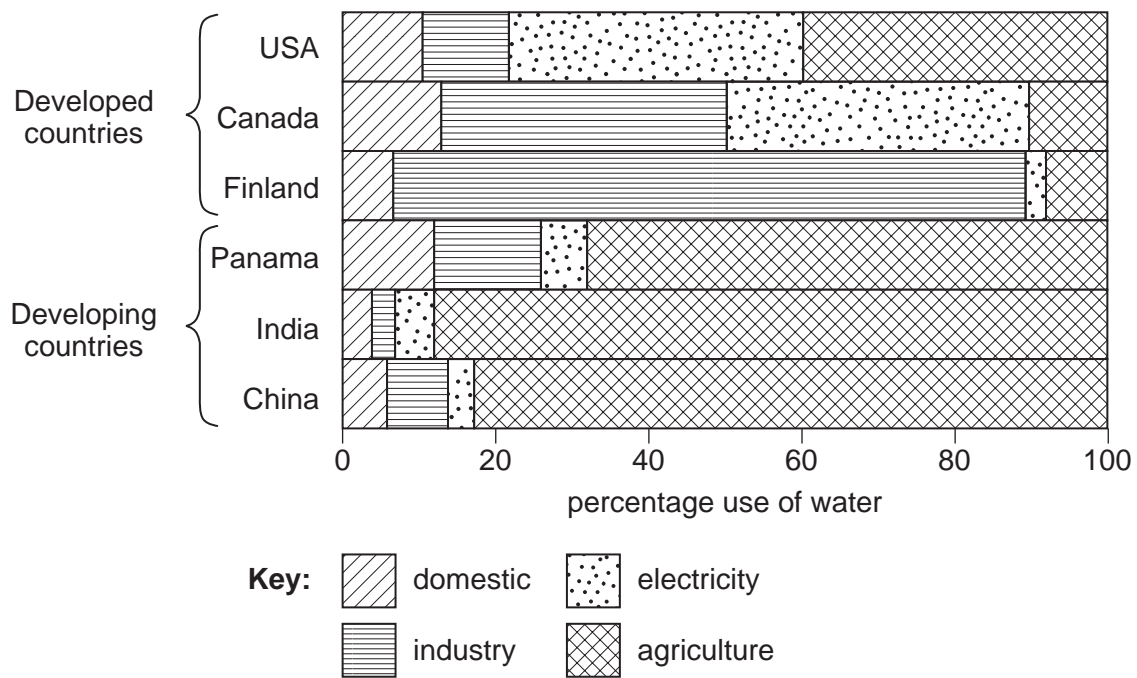 Developed
countries
USA
Canada
Finland
Developing
countries
Panama
India
China
0 20 40 60 80 100
percentage use of water
Key: domestic electricity
industry agriculture